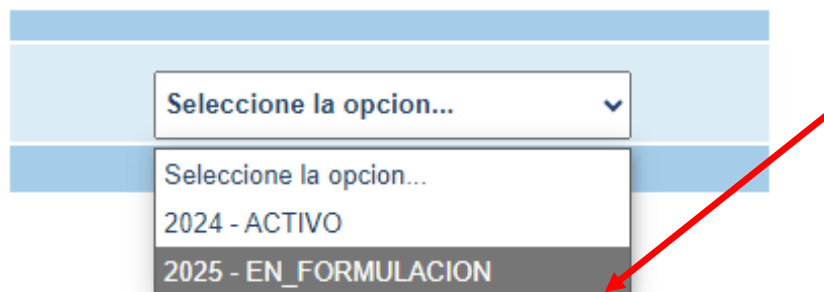 Seleccione la opcion...
Seleccione la opcion...
2024 - ACTIVO
2025 - EN_FORMULACION